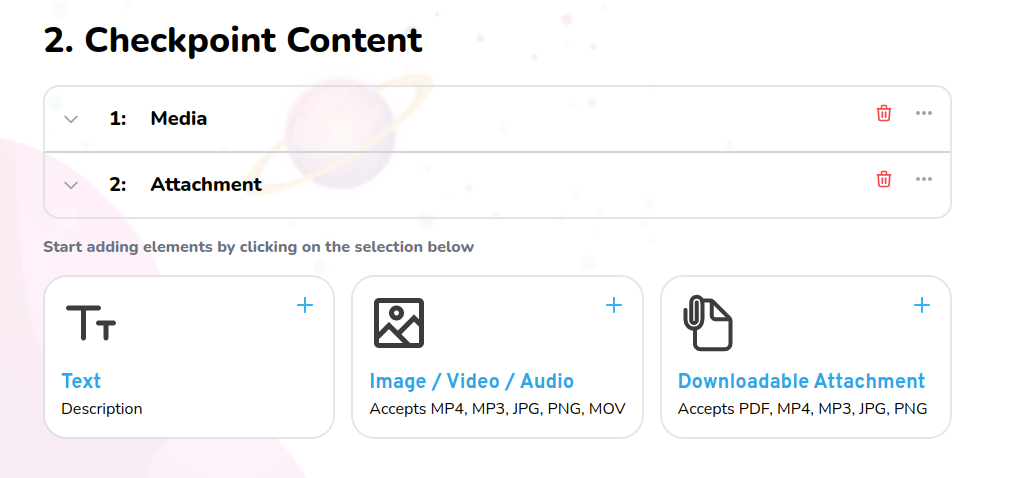 2. Checkpoint Content
1: Media
2: Attachment
Start adding elements by clicking on the selection below
Text
Description
Image / Video / Audio
Accepts MP4, MP3, JPG, PNG, MOV
Downloadable Attachment
Accepts PDF, MP4, MP3, JPG, PNG